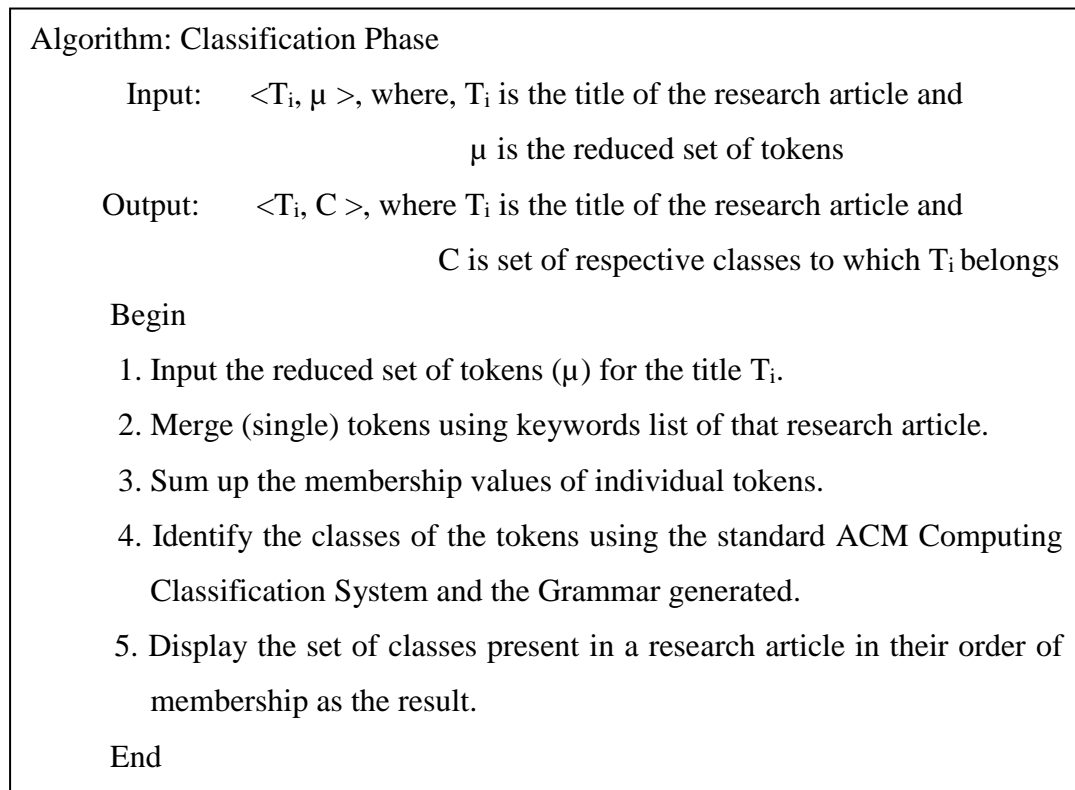 Algorithm: Classification Phase
Input: <Ti, µ >, where, Ti is the title of the research article and
µ is the reduced set of tokens
Output: <Ti, C >, where Ti is the title of the research article and
C is set of respective classes to which Ti belongs
Begin
1. Input the reduced set of tokens (µ) for the title Ti.
2. Merge (single) tokens using keywords list of that research article.
3. Sum up the membership values of individual tokens.
4. Identify the classes of the tokens using the standard ACM Computing
Classification System and the Grammar generated.
5. Display the set of classes present in a research article in their order of
membership as the result.
End